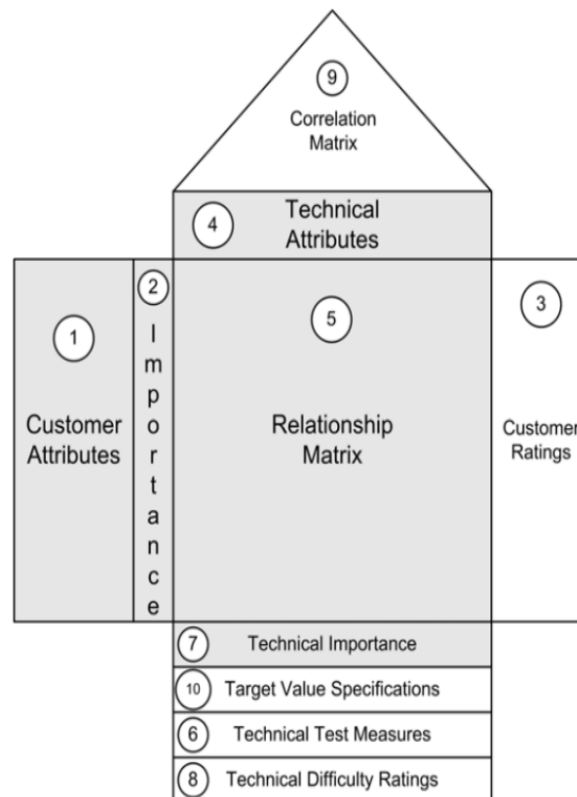 9
Correlation
Matrix
4
Technical
Attributes
1
Customer
Attributes
2
I
m
p
o
r
t
a
n
c
e
5
Relationship
Matrix
3
Customer
Ratings
7 Technical Importance
10 Target Value Specifications
6 Technical Test Measures
8 Technical Difficulty Ratings